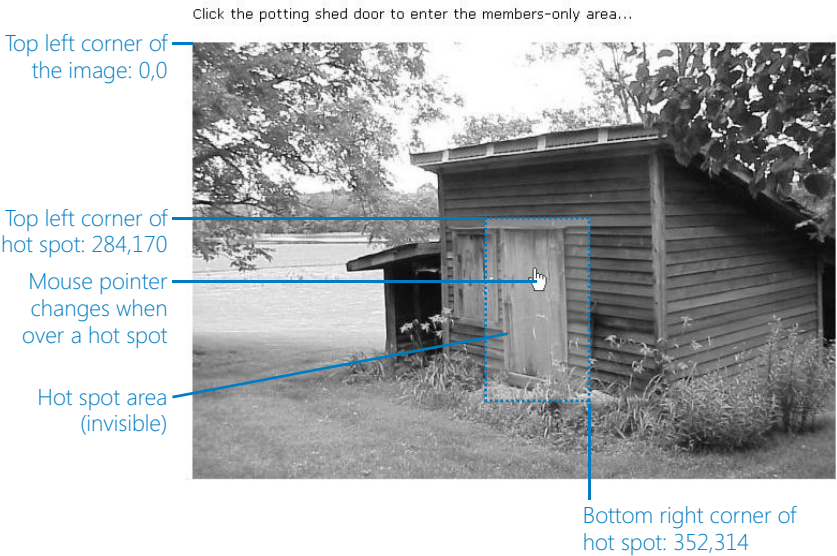 Click the potting shed door to enter the members-only area...
Top left corner of
the image: 0,0
Top left corner of
hot spot: 284,170
Mouse pointer
changes when
over a hot spot
Hot spot area
(invisible)
Bottom right corner of
hot spot: 352,314